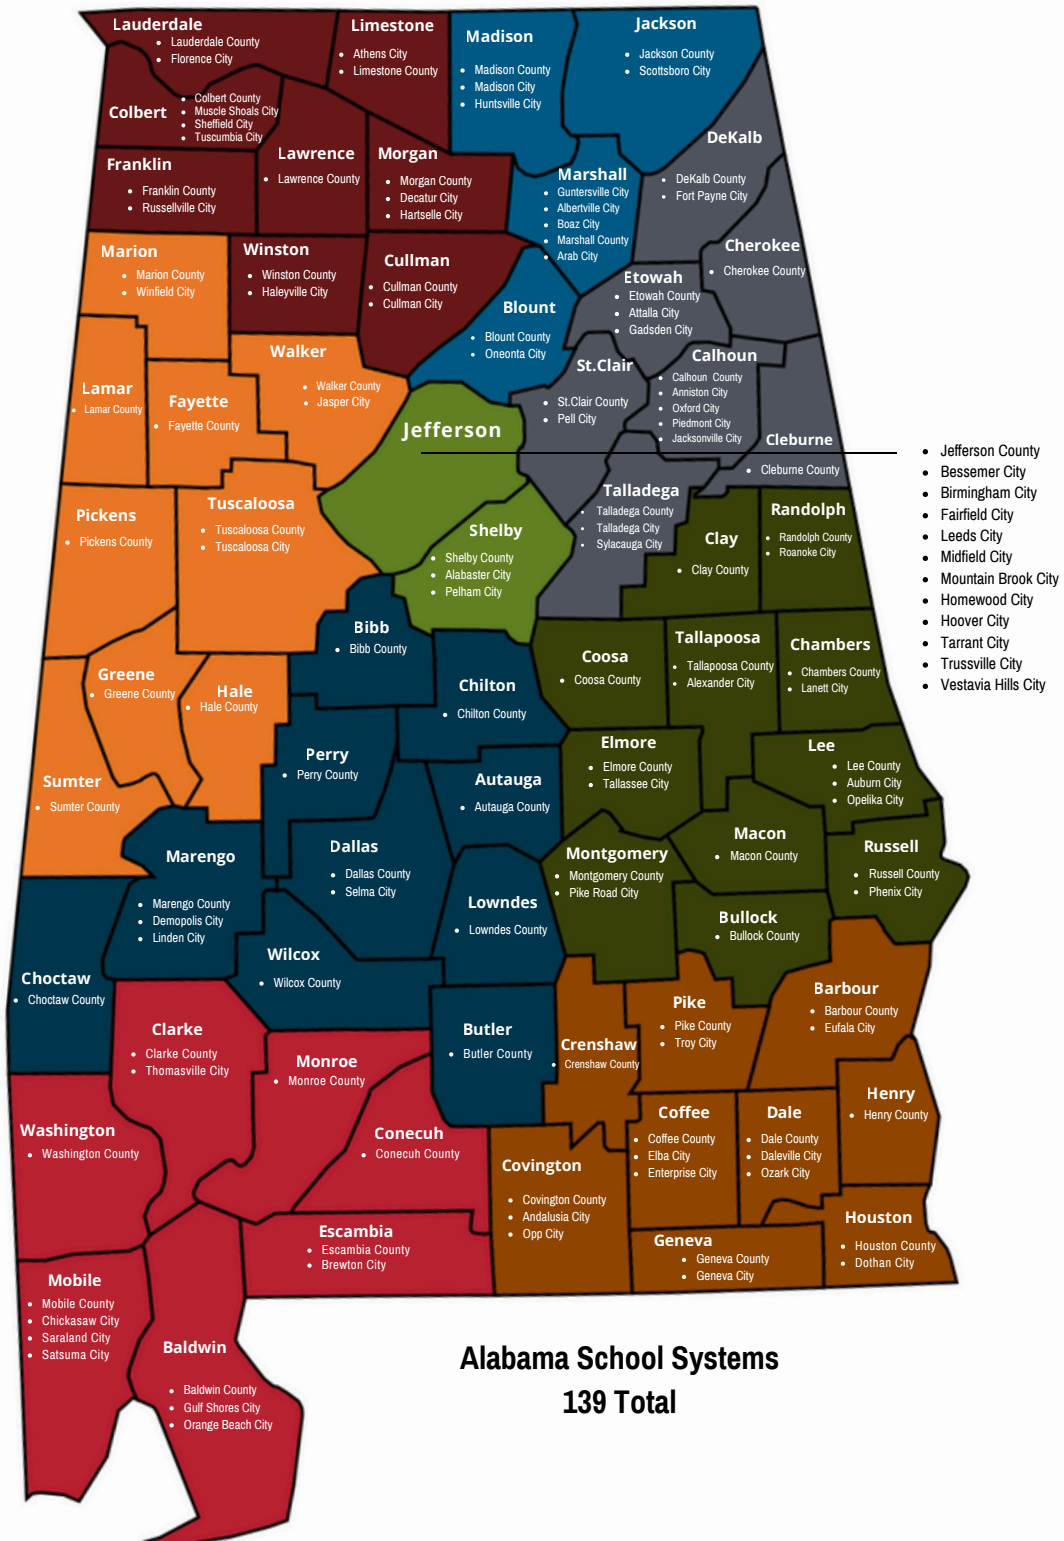 Lauderdale
• Lauderdale County
• Florence City
Limestone
• Athens City
• Limestone County
Madison
• Madison County
• Madison City
• Huntsville City
Jackson
• Jackson County
• Scottsboro City
Colbert
• Colbert County
• Muscle Shoals City
• Sheffield City
• Tuscumbia City
DeKalb
• DeKalb County
• Fort Payne City
Franklin
• Franklin County
• Russellville City
Lawrence
• Lawrence County
Morgan
• Morgan County
• Decatur City
• Hartselle City
Marshall
• Guntersville City
• Albertville City
• Boaz City
• Marshall County
• Arab City
Cherokee
• Cherokee County
Marion
• Marion County
• Winfield City
Winston
• Winston County
• Haleyville City
Cullman
• Cullman County
• Cullman City
Blount
• Blount County
• Oneonta City
Etowah
• Etowah County
• Attalla City
• Gadsden City
Lamar
• Lamar County
Fayette
• Fayette County
Walker
• Walker County
• Jasper City
St.Clair
• St.Clair County
• Pell City
Calhoun
• Calhoun County
• Anniston City
• Oxford City
• Piedmont City
• Jacksonville City
Cleburne
• Cleburne County
Jefferson
• Jefferson County
• Bessemer City
• Birmingham City
• Fairfield City
• Leeds City
• Midfield City
• Mountain Brook City
• Homewood City
• Hoover City
• Tarrant City
• Trussville City
• Vestavia Hills City
Pickens
• Pickens County
Tuscaloosa
• Tuscaloosa County
• Tuscaloosa City
Shelby
• Shelby County
• Alabaster City
• Pelham City
Talladega
• Talladega County
• Talladega City
• Sylacauga City
Clay
• Clay County
Randolph
• Randolph County
• Roanoke City
Bibb
• Bibb County
Greene
• Greene County
Hale
• Hale County
Chilton
• Chilton County
Coosa
• Coosa County
Tallapoosa
• Tallapoosa County
• Alexander City
Chambers
• Chambers County
• Lanett City
Sumter
• Sumter County
Perry
• Perry County
Autauga
• Autauga County
Elmore
• Elmore County
• Tallassee City
Lee
• Lee County
• Auburn City
• Opelika City
Marengo
• Marengo County
• Demopolis City
• Linden City
Dallas
• Dallas County
• Selma City
Lowndes
• Lowndes County
Montgomery
• Montgomery County
• Pike Road City
Macon
• Macon County
Russell
• Russell County
• Phenix City
Bullock
• Bullock County
Choctaw
• Choctaw County
Wilcox
• Wilcox County
Butler
• Butler County
Crenshaw
• Crenshaw County
Pike
• Pike County
• Troy City
Barbour
• Barbour County
• Eufala City
Clarke
• Clarke County
• Thomasville City
Monroe
• Monroe County
Henry
• Henry County
Washington
• Washington County
Conecuh
• Conecuh County
Covington
• Covington County
• Andalusia City
• Opp City
Coffee
• Coffee County
• Elba City
• Enterprise City
Dale
• Dale County
• Daleville City
• Ozark City
Houston
• Houston County
• Dothan City
Escambia
• Escambia County
• Brewton City
Geneva
• Geneva County
• Geneva City
Mobile
• Mobile County
• Chickasaw City
• Saraland City
• Satsuma City
Baldwin
• Baldwin County
• Gulf Shores City
• Orange Beach City
Alabama School Systems
139 Total